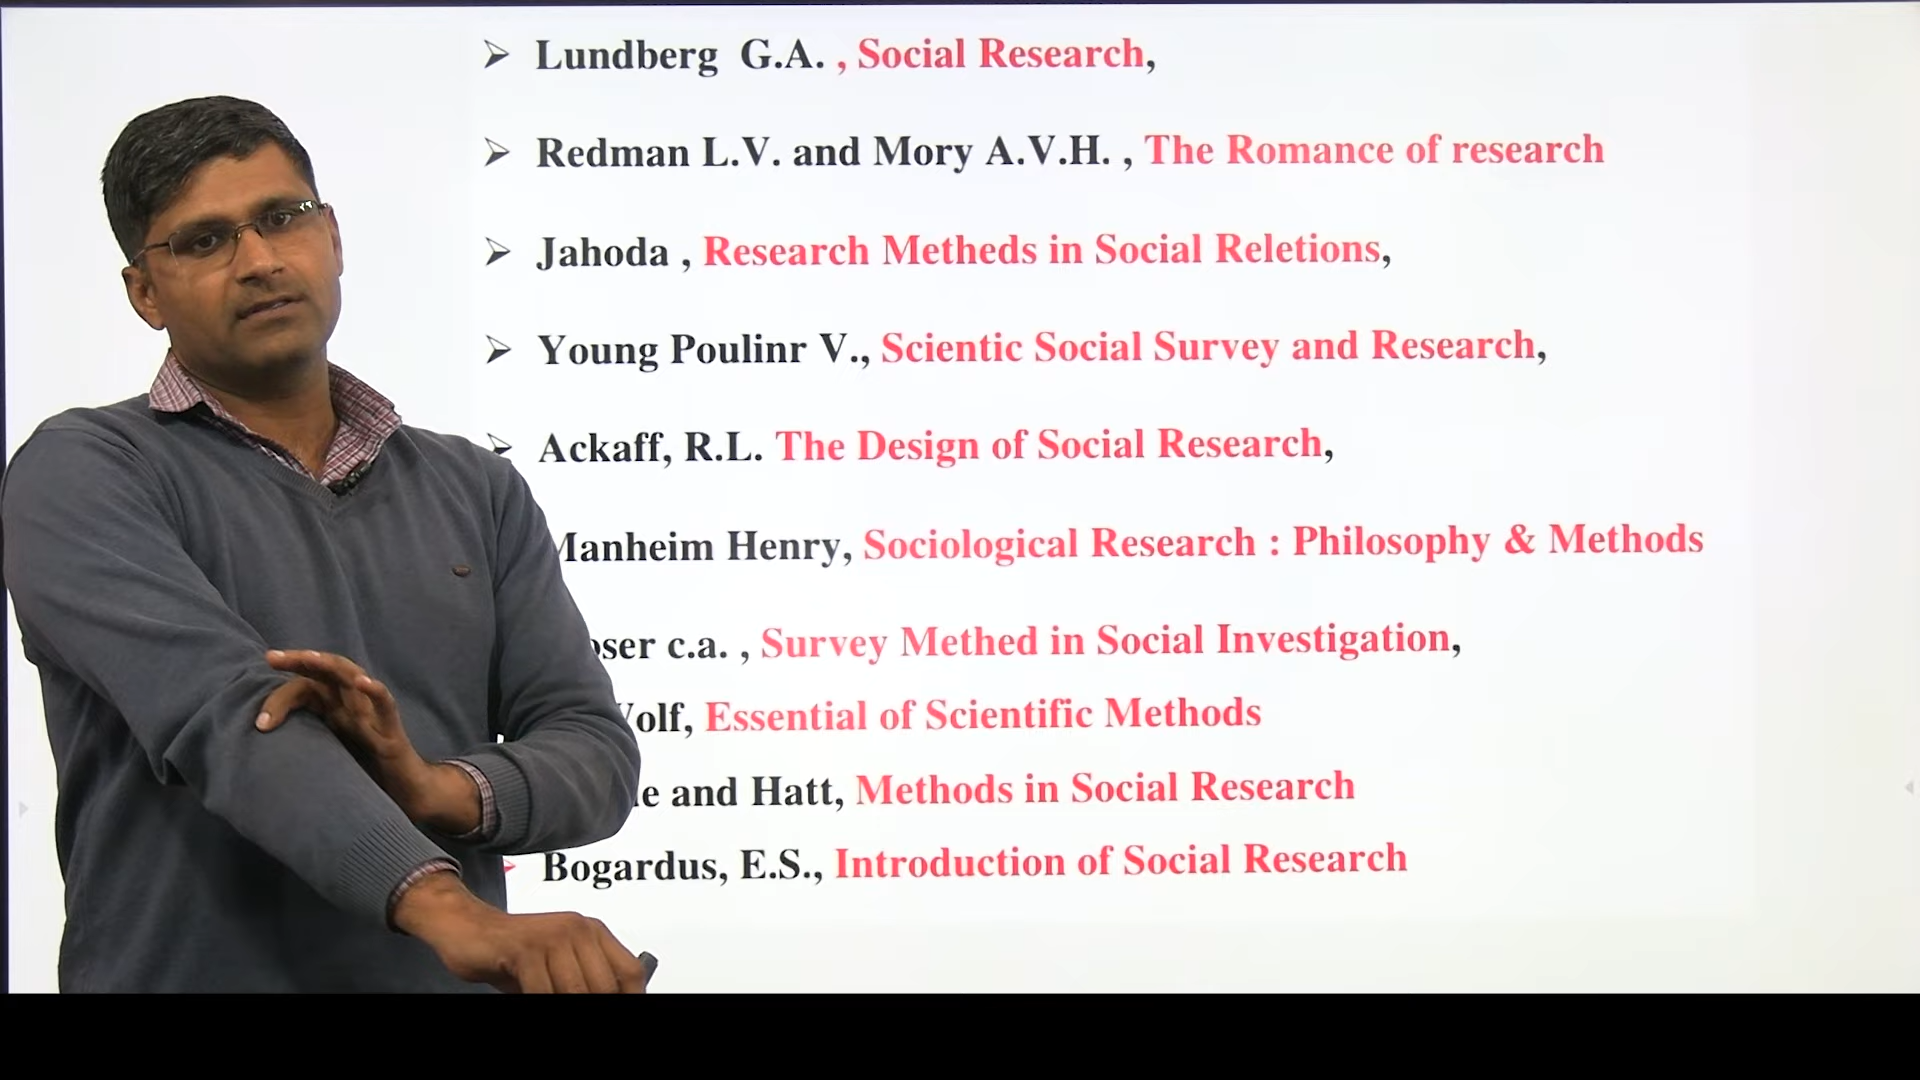 Lundberg G.A. , Social Research,
Redman L.V. and Mory A.V.H. , The Romance of research
Jahoda , Research Metheds in Social Reletions,
Young Poulinr V., Scientic Social Survey and Research,
Ackaff, R.L. The Design of Social Research,
Manheim Henry, Sociological Research : Philosophy & Methods
c.a. , Survey Methed in Social Investigation,
Essential of Scientific Methods
and Hatt, Methods in Social Research
Bogardus, E.S., Introduction of Social Research